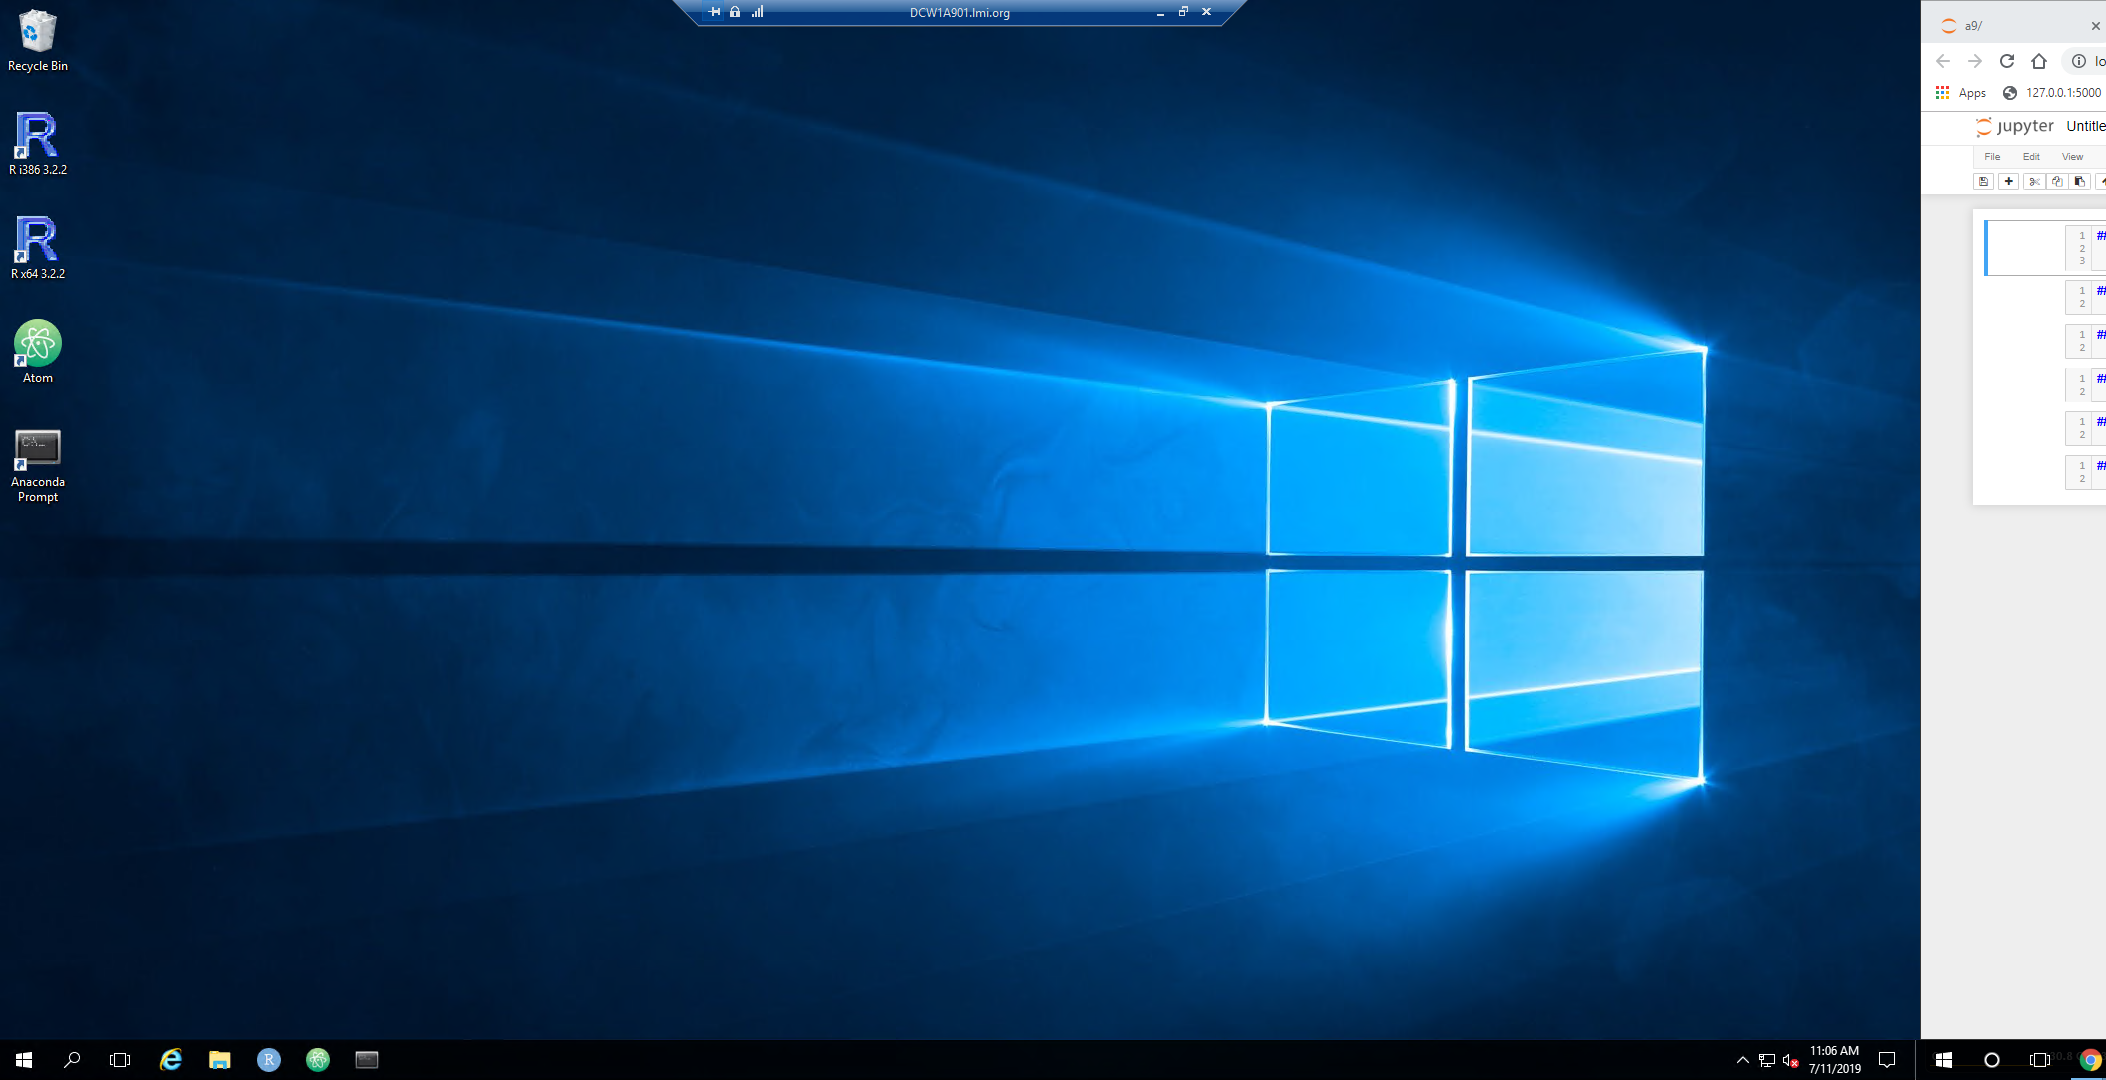 DCW1A901.lmi.org
Recycle Bin
R i386 3.2.2
R x64 3.2.2
Atom
Anaconda
Prompt
a9/
lo
Apps
127.0.0.1:5000
jupyter Untitle
File Edit View
1 ##
2
3
1 ##
2
1 ##
2
1 ##
2
1 ##
2
1 ##
2
11:06 AM
7/11/2019